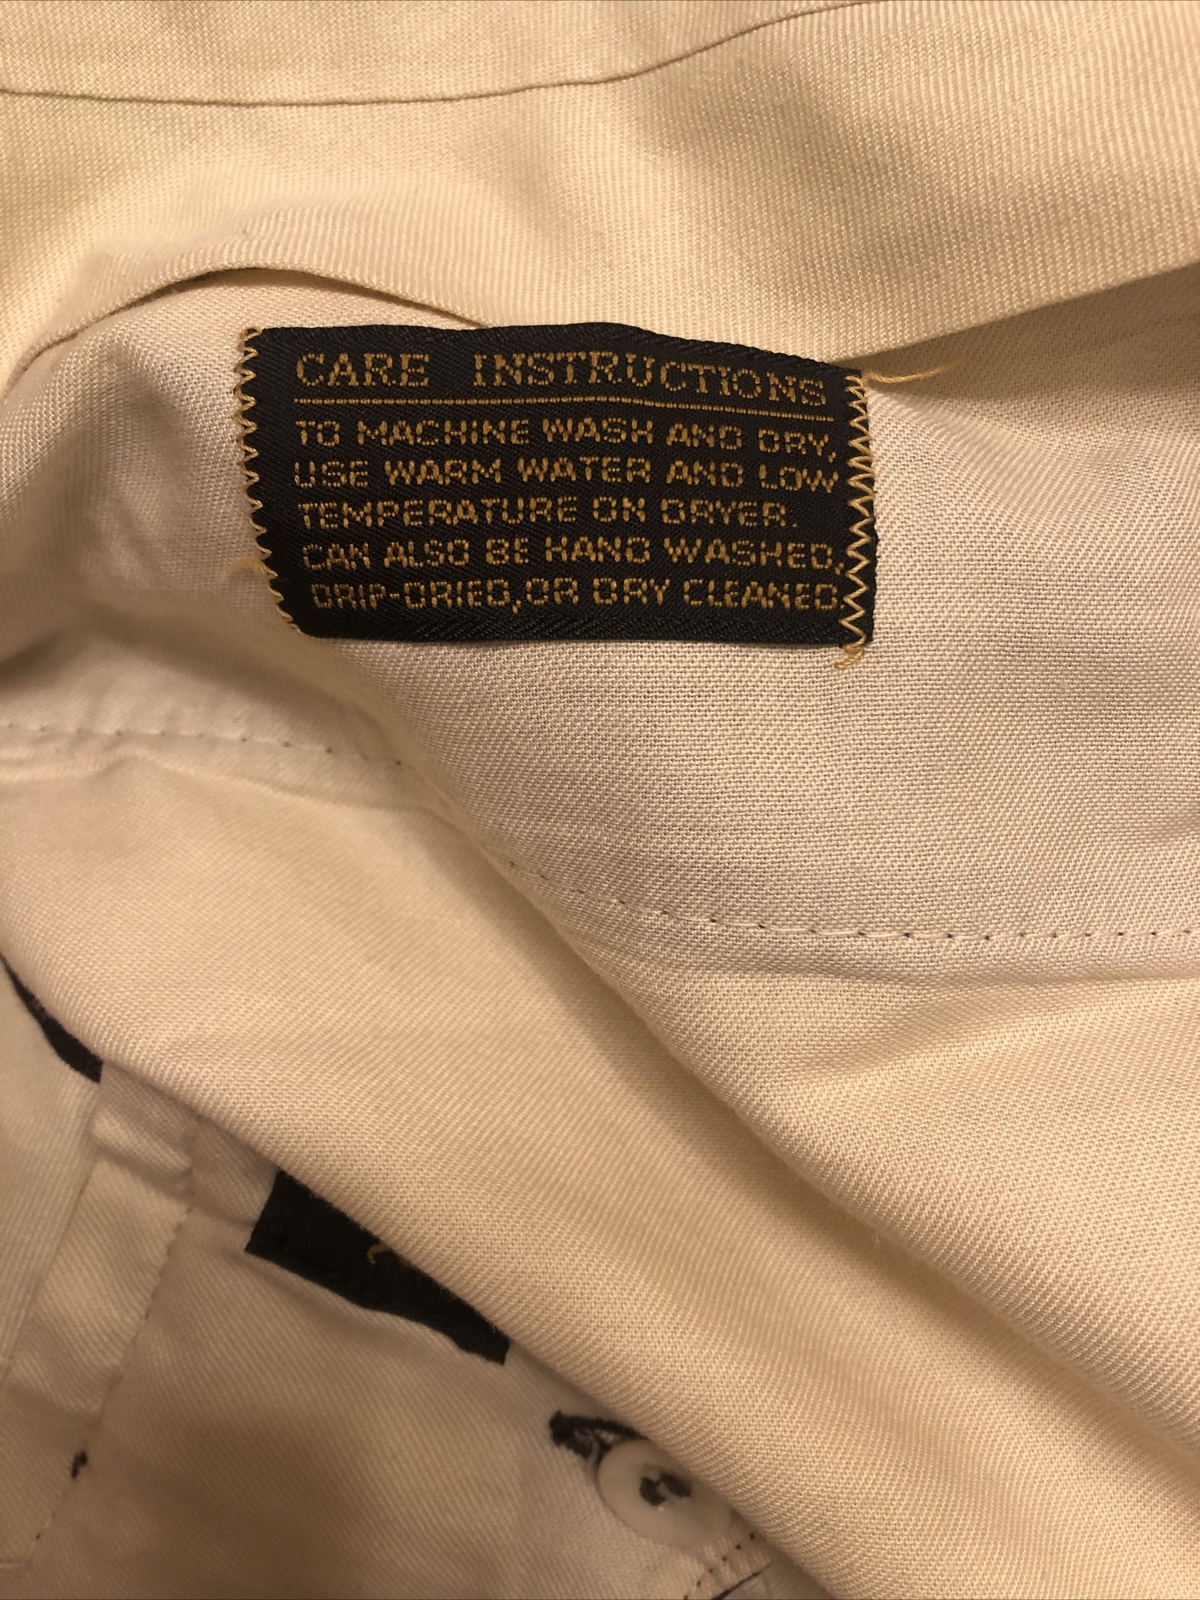 CARE INSTRUCTIONS
TO MACHINE WASH AND DRY,
USE WARM WATER AND LOW
TEMPERATURE ON DRYER.
CAN ALSO BE HAND WASHED,
DRIP-DRIED,OR DRY CLEANED.